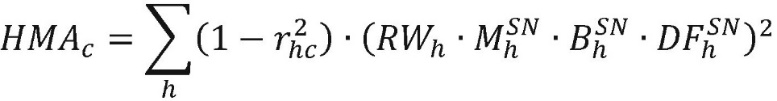 HMA_c = \sum_h (1 - r_{hc}^2) \cdot (RW_h \cdot M_h^{SN} \cdot B_h^{SN} \cdot DF_h^{SN})^2